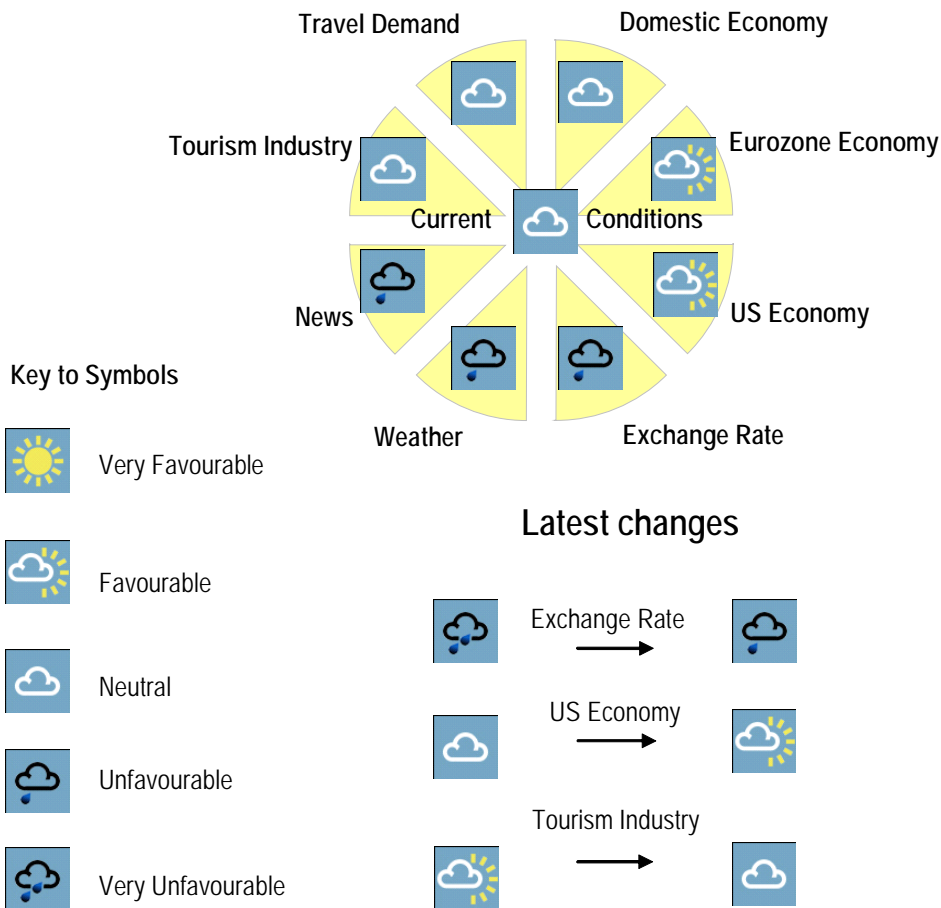 Travel Demand
Domestic Economy
Tourism Industry
Eurozone Economy
Current
Conditions
News
US Economy
Weather
Exchange Rate
Key to Symbols
Very Favourable
Favourable
Neutral
Unfavourable
Very Unfavourable
Latest changes
Exchange Rate
US Economy
Tourism Industry